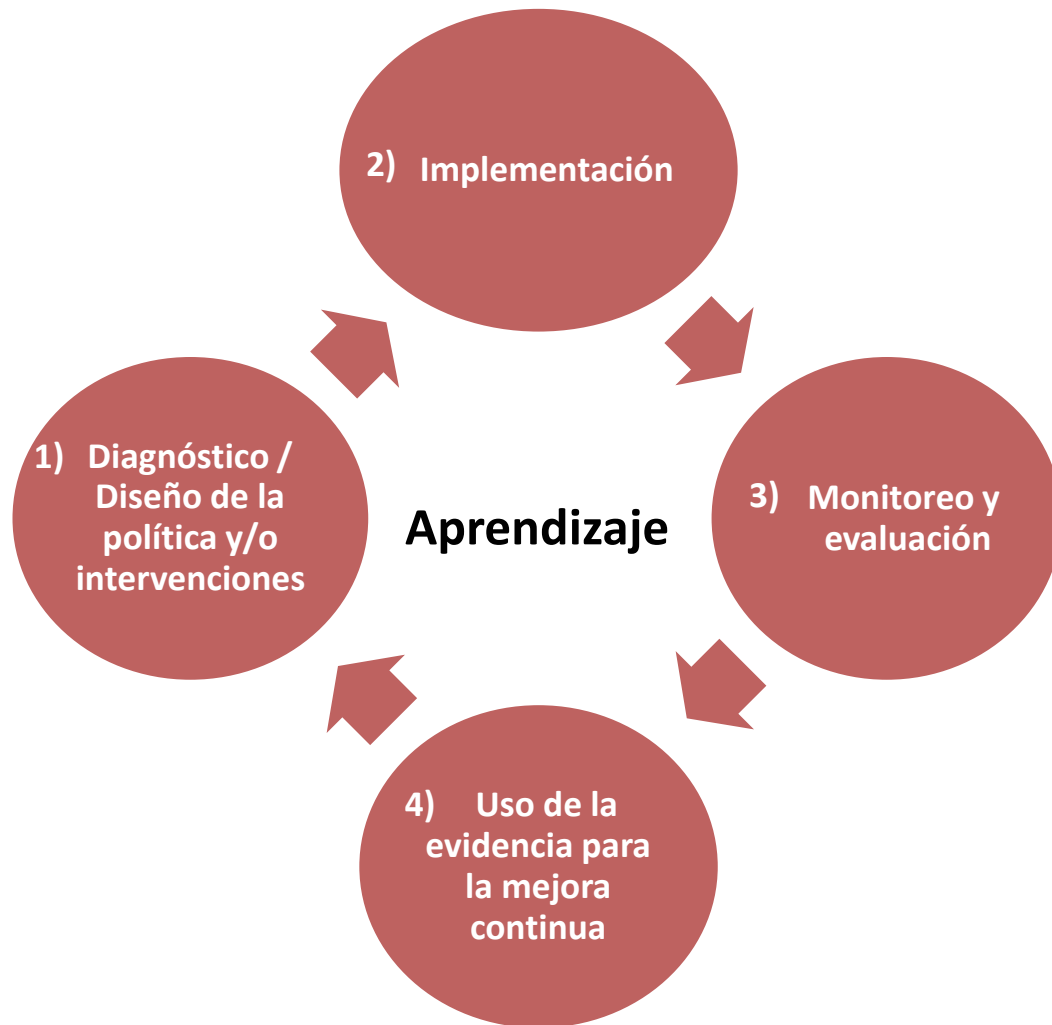 2) Implementación
1) Diagnóstico /
Diseño de la
política y/o
intervenciones
Aprendizaje
3) Monitoreo y
evaluación
4) Uso de la
evidencia para
la mejora
continua